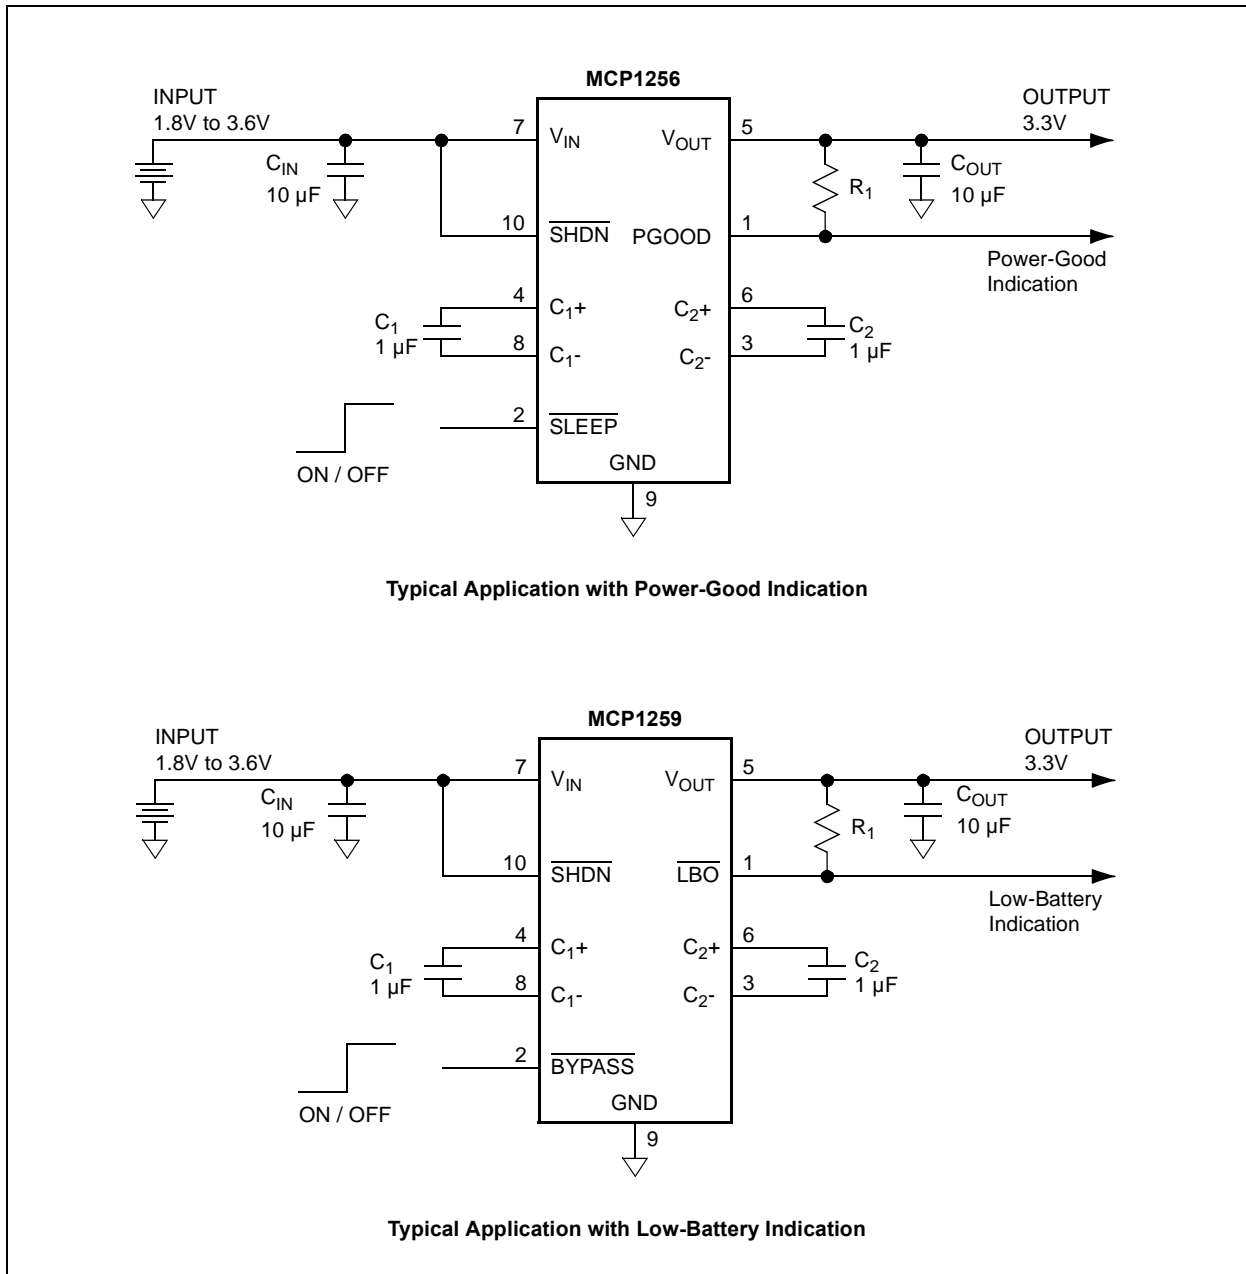 MCP1256
INPUT
1.8V to 3.6V
OUTPUT
3.3V
7
VIN
VOUT
5
CIN
10 µF
R1
COUT
10 µF
10
SHDN
PGOOD
1
Power-Good
Indication
4
C1+
C2+
6
C1
1 µF
C2
1 µF
8
C1-
C2-
3
2
SLEEP
ON / OFF
GND
9
Typical Application with Power-Good Indication
MCP1259
INPUT
1.8V to 3.6V
OUTPUT
3.3V
7
VIN
VOUT
5
CIN
10 µF
R1
COUT
10 µF
10
SHDN
LBO
1
Low-Battery
Indication
4
C1+
C2+
6
C1
1 µF
C2
1 µF
8
C1-
C2-
3
2
BYPASS
ON / OFF
GND
9
Typical Application with Low-Battery Indication